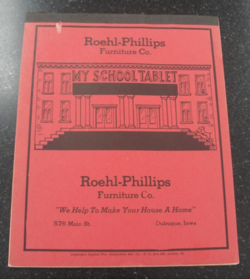 Roehl-Phillips
Furniture Co.
MY SCHOOL TABLET
Roehl-Phillips
Furniture Co.
"We Help To Make Your House A Home"
576 Main St. Dubuque, Iowa